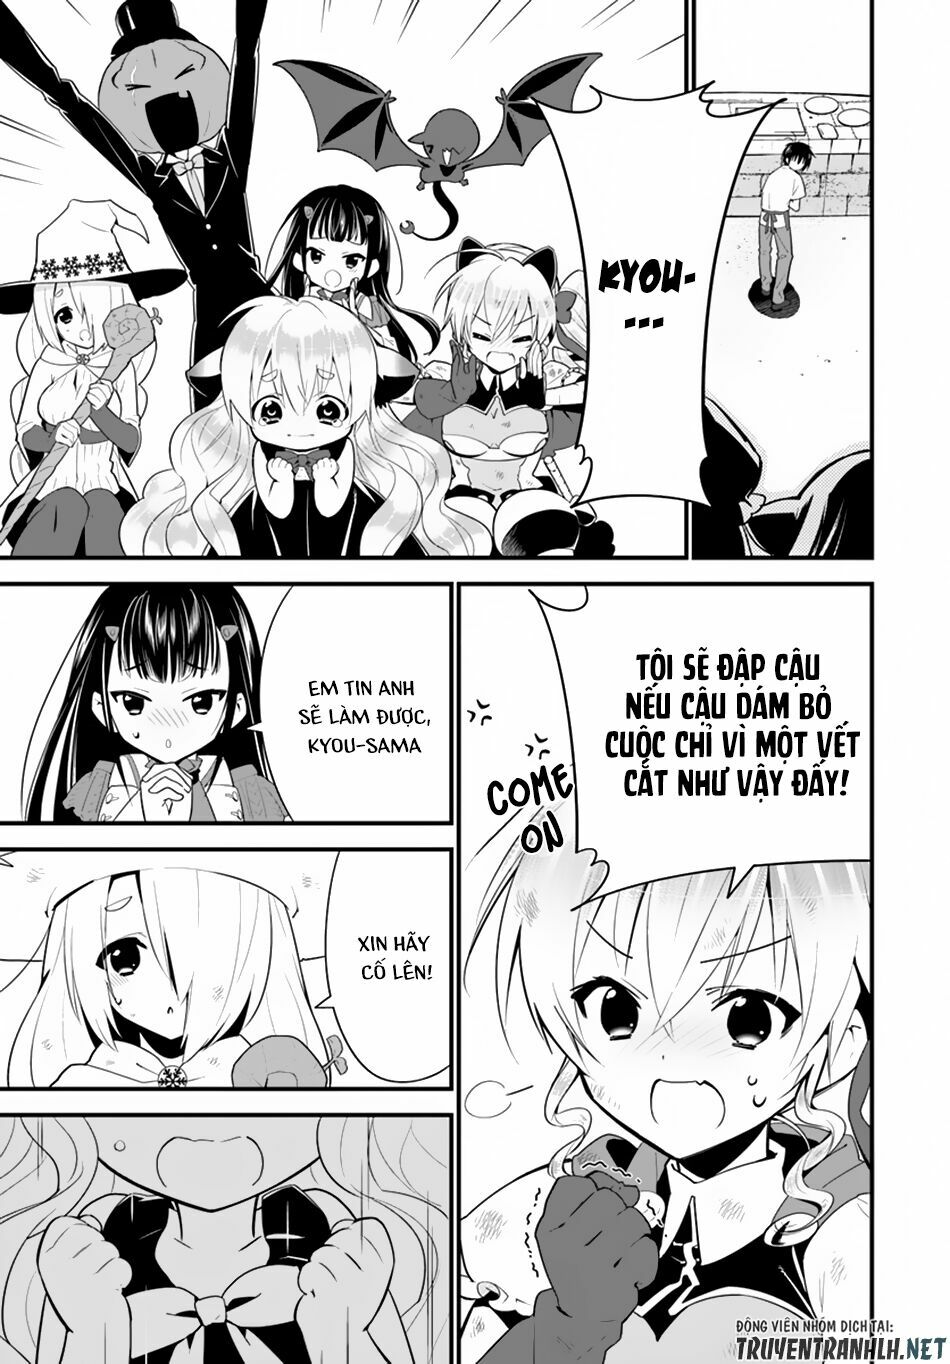 KYOU-
---
TÔI SẼ ĐẬP CẬU
NẾU CẬU DÁM BỎ
CUỘC CHỈ VÌ MỘT VẾT
CẮT NHƯ VẬY ĐẤY!
COME
ON
EM TIN ANH
SẼ LÀM ĐƯỢC,
KYOU-SAMA
XIN HÃY
CỐ LÊN!
ĐỘNG VIÊN NHÓM DỊCH TẠI:
TRUYENTRANHLH.NET